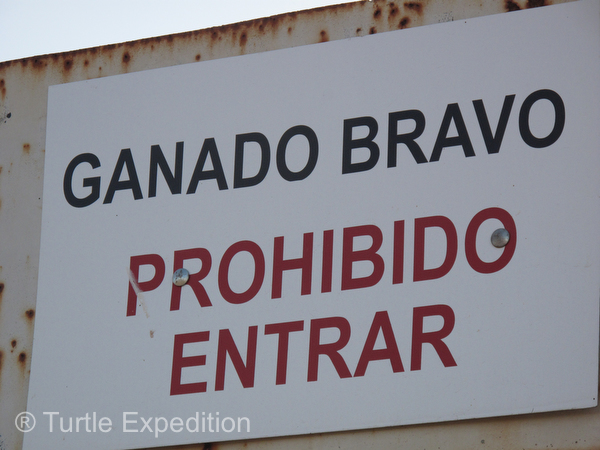 GANADO BRAVO
PROHIBIDO
ENTRAR
® Turtle Expedition